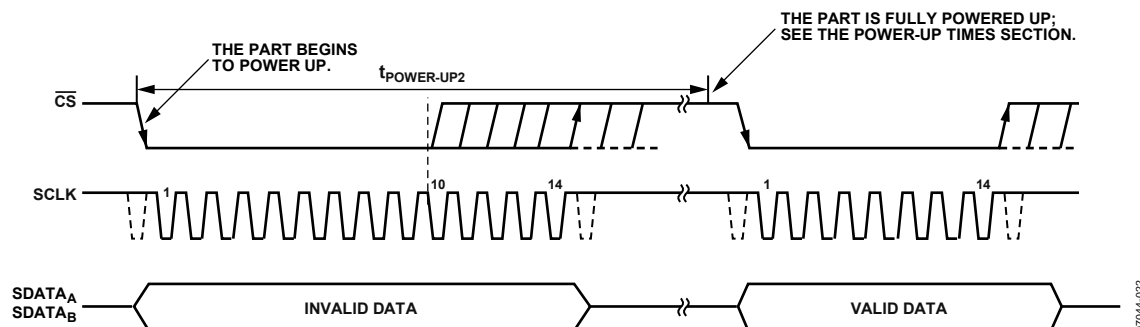 THE PART IS FULLY POWERED UP;
SEE THE POWER-UP TIMES SECTION.
THE PART BEGINS
TO POWER UP.
tPOWER-UP2
CS
SCLK
1
10
14
1
14
SDATAA
SDATAB
INVALID DATA
VALID DATA